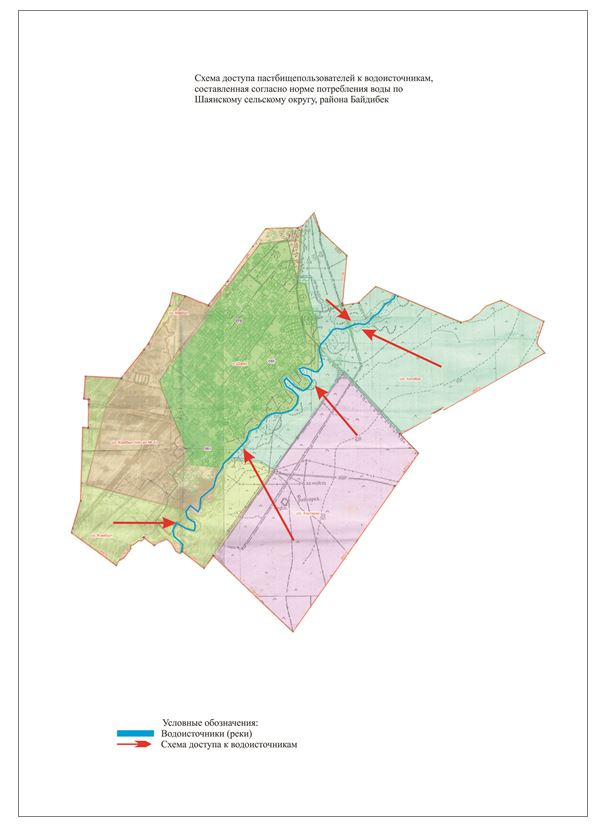 Схема доступа пастбищепользователей к водоисточникам,
составленная согласно норме потребления воды по
Шаянскому сельскому округу, района Байдибек
Условные обозначения:
Водоисточники (реки)
Схема доступа к водоисточникам